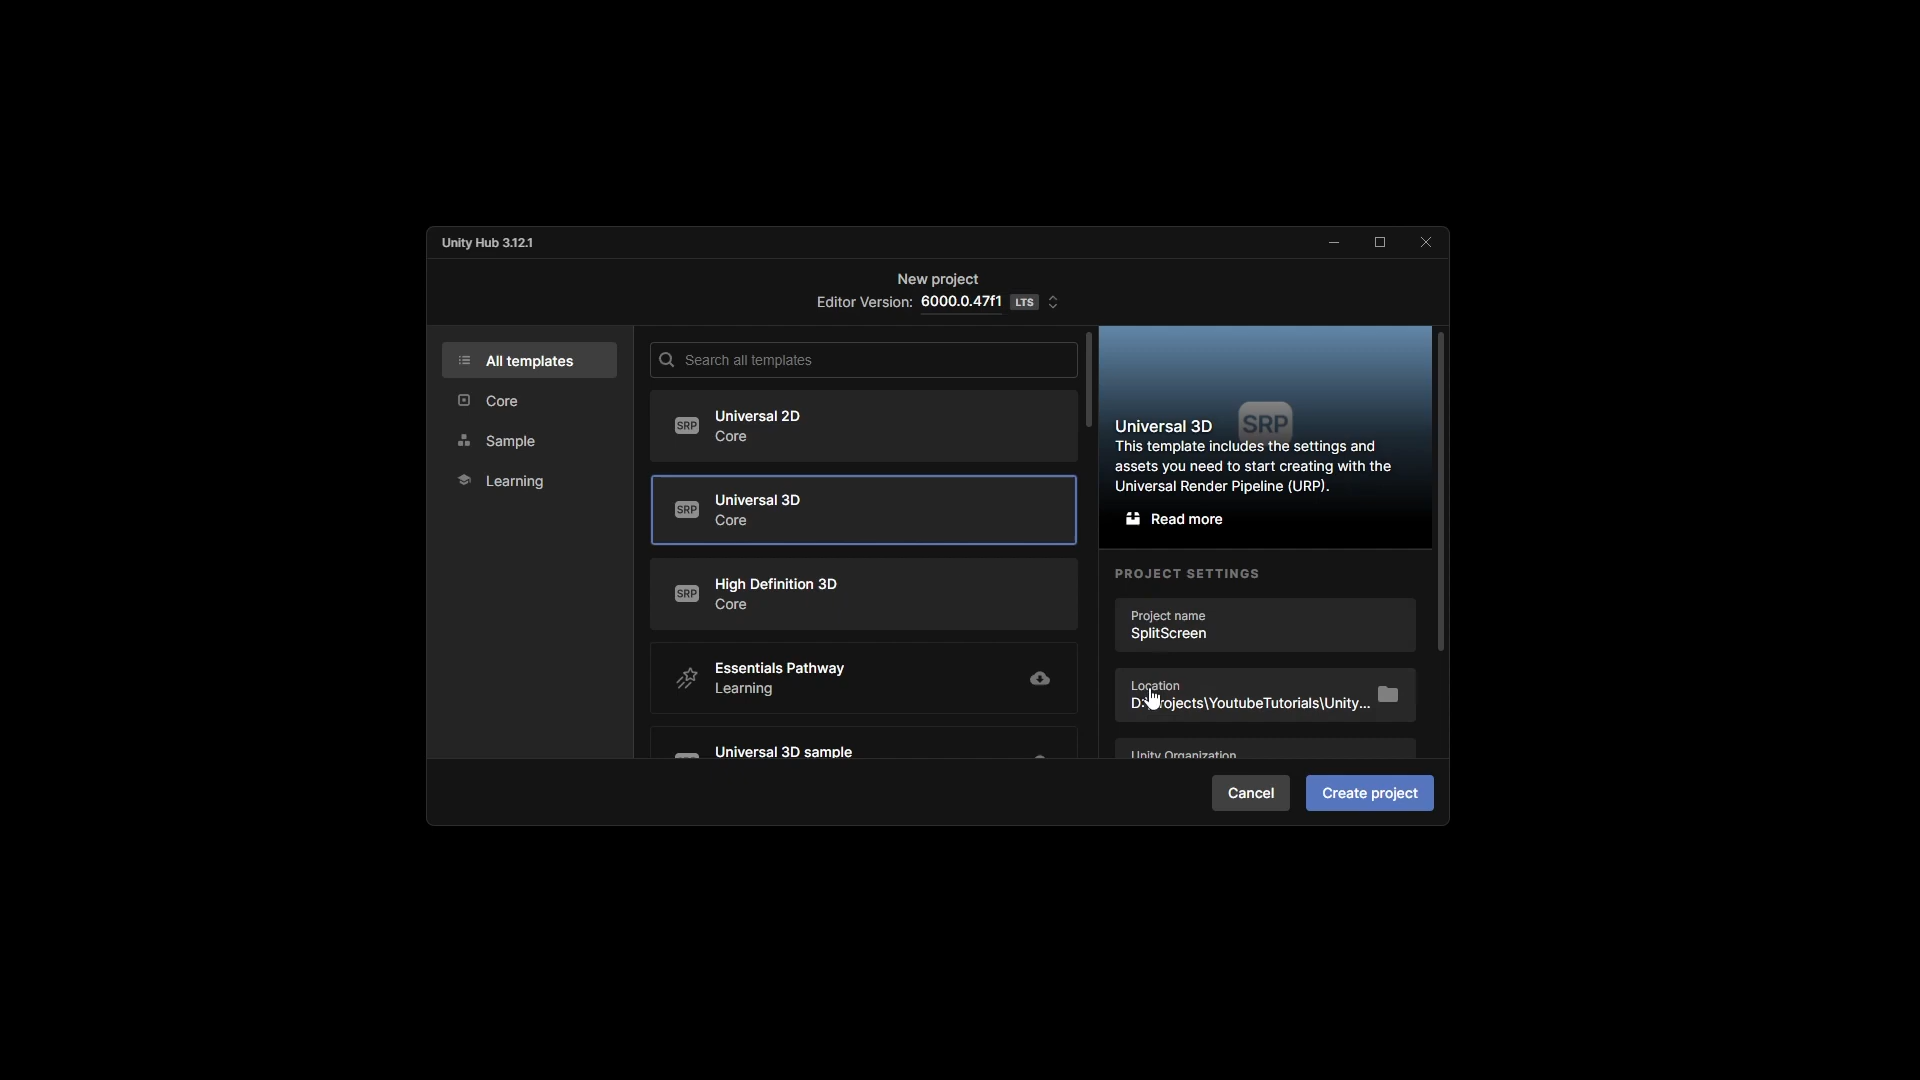 Unity Hub 3.12.1
New project
Editor Version: 6000.0.47f1 LTS
All templates
Core
Sample
Learning
Search all templates
SRP
Universal 2D
Core
SRP
Universal 3D
Core
SRP
High Definition 3D
Core
Essentials Pathway
Learning
Universal 3D sample
SRP
Universal 3D
This template includes the settings and
assets you need to start creating with the
Universal Render Pipeline (URP).
Read more
PROJECT SETTINGS
Project name
SplitScreen
Location
YoutubeTutorials\Unity...
Unity Organization
Cancel
Create project